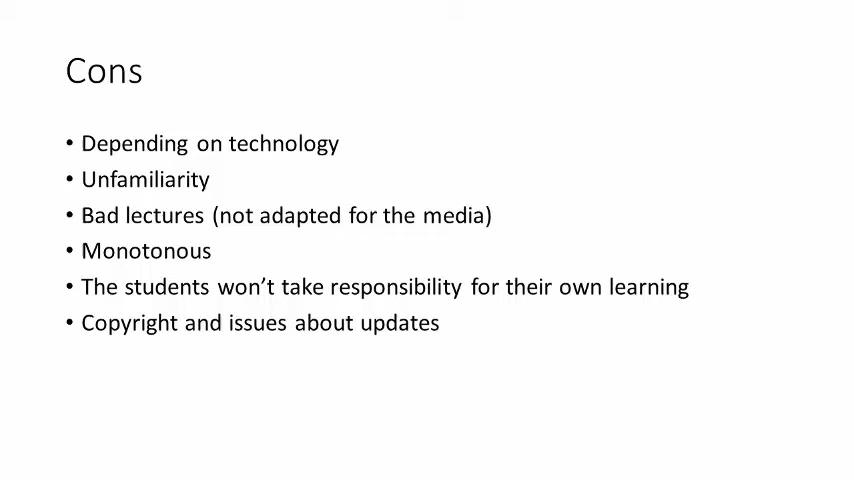 Cons
• Depending on technology
• Unfamiliarity
• Bad lectures (not adapted for the media)
• Monotonous
• The students won’t take responsibility for their own learning
• Copyright and issues about updates